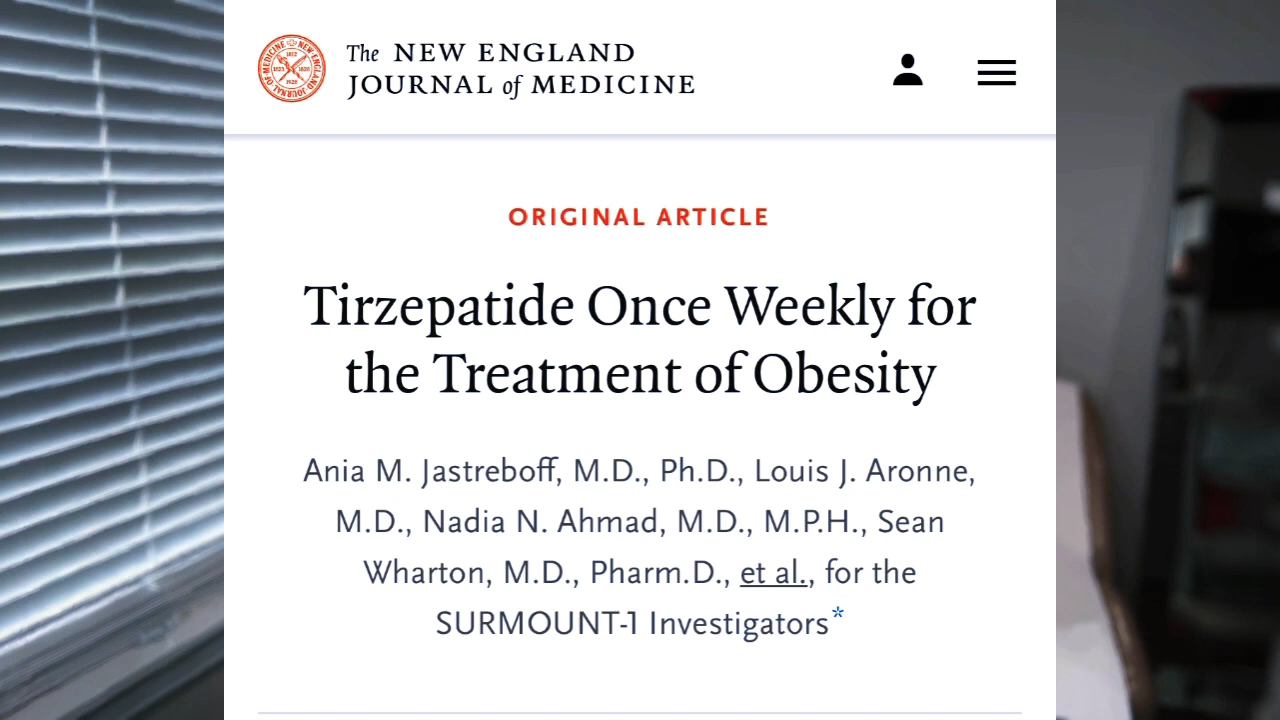 The NEW ENGLAND
JOURNAL of MEDICINE
ORIGINAL ARTICLE
Tirzepatide Once Weekly for
the Treatment of Obesity
Ania M. Jastreboff, M.D., Ph.D., Louis J. Aronne,
M.D., Nadia N. Ahmad, M.D., M.P.H., Sean
Wharton, M.D., Pharm.D., et al., for the
SURMOUNT-1 Investigators*